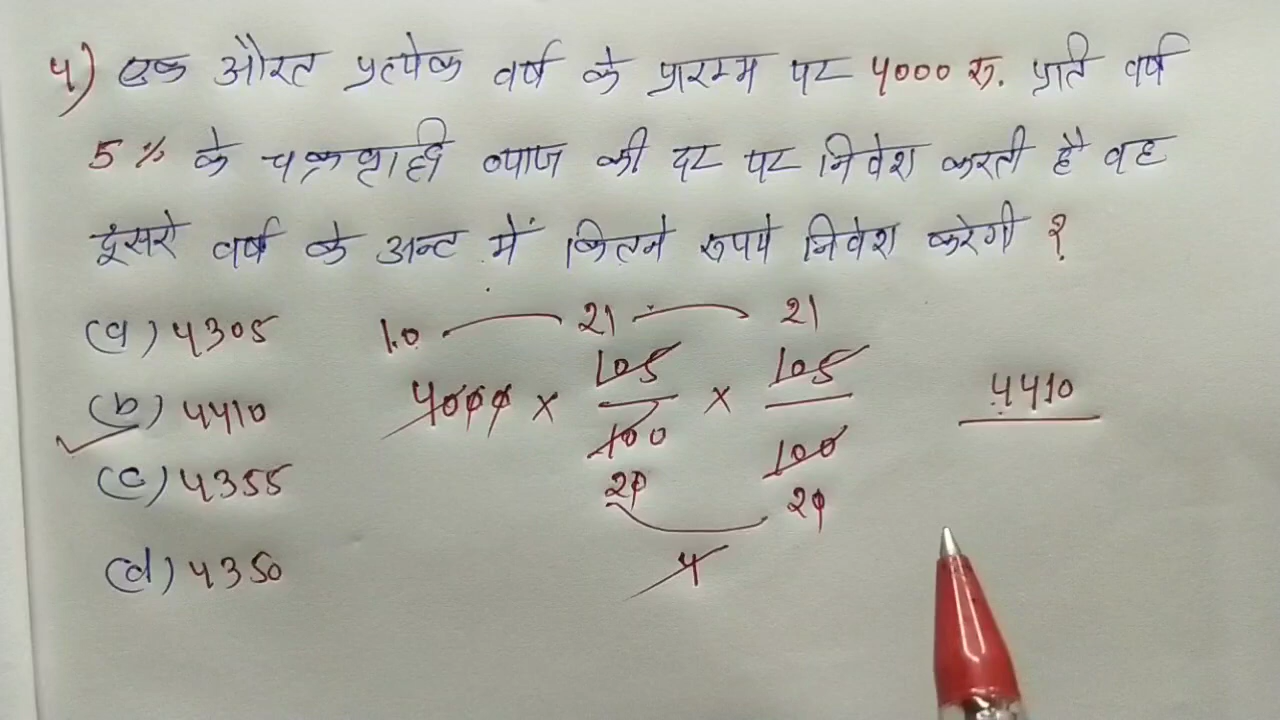 4) एक औरत प्रत्येक वर्ष के प्रारम्भ पर 4000 रु. प्रति वर्ष
5% के चक्रवृद्दी ब्याज की दर पर निवेश करती है वह
दूसरे वर्ष के अन्त में कितने रुपये निवेश करेगी ?
(a) 4305
(b) 4410
(c) 4355
(d) 4350
10 21 21
4000 × 105/100 × 105/100
20 20
4
4410